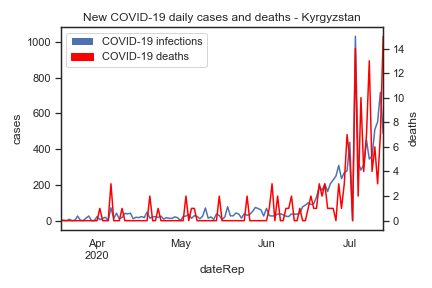 New COVID-19 daily cases and deaths - Kyrgyzstan
COVID-19 infections
COVID-19 deaths
1000
800
600
400
200
0
cases
14
12
10
8
6
4
2
0
deaths
Apr
2020
May
Jun
Jul
dateRep